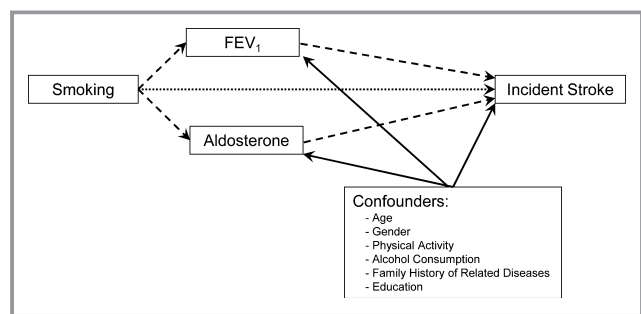 FEV₁
Smoking
Incident Stroke
Aldosterone
Confounders:
- Age
- Gender
- Physical Activity
- Alcohol Consumption
- Family History of Related Diseases
- Education